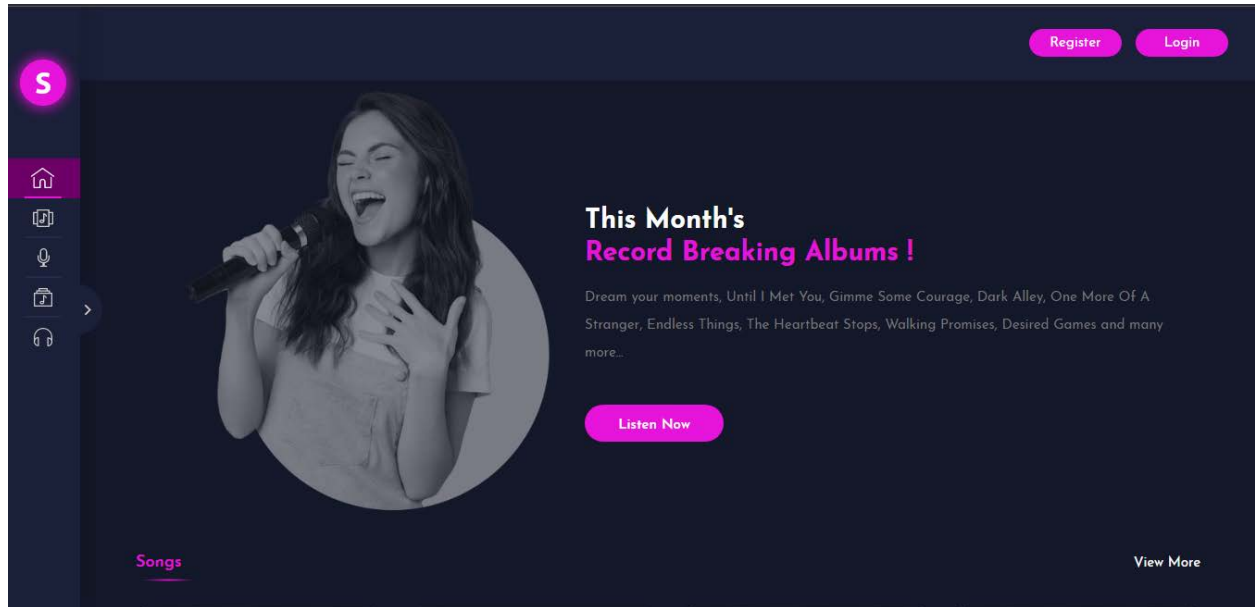 Register Login
S
This Month's
Record Breaking Albums !
Dream your moments, Until I Met You, Gimme Some Courage, Dark Alley, One More Of A
Stranger, Endless Things, The Heartbeat Stops, Walking Promises, Desired Games and many
more...
Listen Now
Songs View More